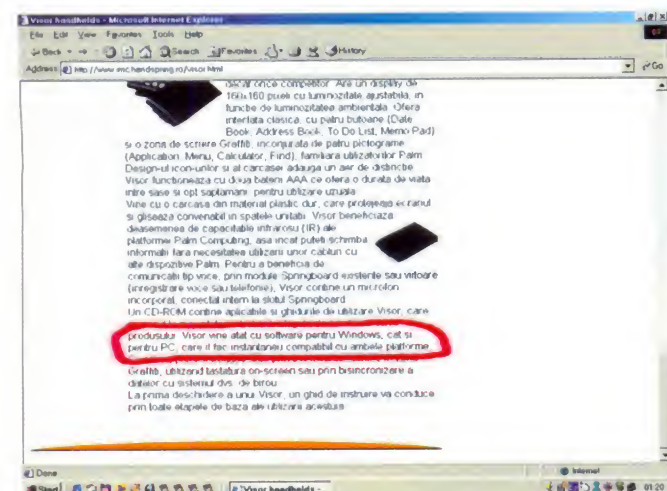 Visor handhelds - Microsoft Internet Explorer
File Edit View Favorites Tools Help
Back Search Favorites History
Address http://www.imc.handspring.ro/visor.html Go
decat orice competitor. Are un display de
160x160 pixeli cu luminozitate ajustabila, in
functie de luminozitatea ambientala. Ofera
interfata clasica, cu patru butoane (Date
Book, Address Book, To Do List, Memo Pad)
si o zona de scriere Graffiti, inconjurata de patru pictograme
(Application, Menu, Calculator, Find), familiara utilizatorilor Palm.
Design-ul icon-urilor si al carcasei adauga un aer de distinctie.
Visor functioneaza cu doua baterii AAA ce ofera o durata de viata
intre sase si opt saptamani, pentru utilizare uzuala.
Vine cu o carcasa din material plastic dur, care protejeaza ecranul
si gliseaza convenabil in spatele unitatii. Visor beneficiaza
deasemenea de capacitatile infrarosu (IR) ale
platformei Palm Computing, asa incat puteti schimba
informatii fara necesitatea utilizarii unor cabluri cu
alte dispozitive Palm. Pentru a beneficia de
comunicatii tip voce, prin module Springboard existente sau viitoare
(inregistrare voce sau telefonie), Visor contine un microfon
incorporat, conectat intern la slotul Springboard.
Un CD-ROM contine aplicatiile si ghidurile de utilizare Visor, care
produsului. Visor vine atat cu software pentru Windows, cat si
pentru PC, care il fac instantaneu compatibil cu ambele platforme.
Graffiti, utilizand tastatura on-screen sau prin bisincronizare a
datelor cu sistemul dvs. de birou.
La prima deschidere a unui Visor, un ghid de instruire va conduce
prin toate etapele de baza ale utilizarii acestuia.
Done Internet
Start Visor handhelds - 01:20